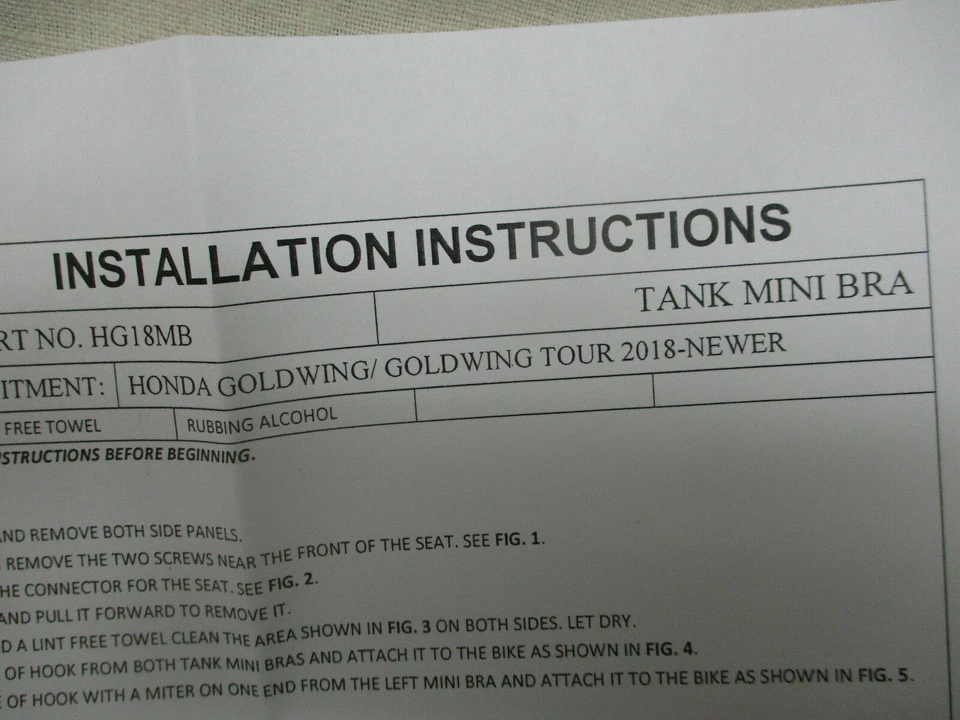 INSTALLATION INSTRUCTIONS
RT NO. HG18MB TANK MINI BRA
ITMENT: HONDA GOLDWING/ GOLDWING TOUR 2018-NEWER
FREE TOWEL RUBBING ALCOHOL
STRUCTIONS BEFORE BEGINNING.
AND REMOVE BOTH SIDE PANELS.
REMOVE THE TWO SCREWS NEAR THE FRONT OF THE SEAT. SEE FIG. 1.
HE CONNECTOR FOR THE SEAT. SEE FIG. 2.
AND PULL IT FORWARD TO REMOVE IT.
D A LINT FREE TOWEL CLEAN THE AREA SHOWN IN FIG. 3 ON BOTH SIDES. LET DRY.
OF HOOK FROM BOTH TANK MINI BRAS AND ATTACH IT TO THE BIKE AS SHOWN IN FIG. 4.
E OF HOOK WITH A MITER ON ONE END FROM THE LEFT MINI BRA AND ATTACH IT TO THE BIKE AS SHOWN IN FIG. 5.